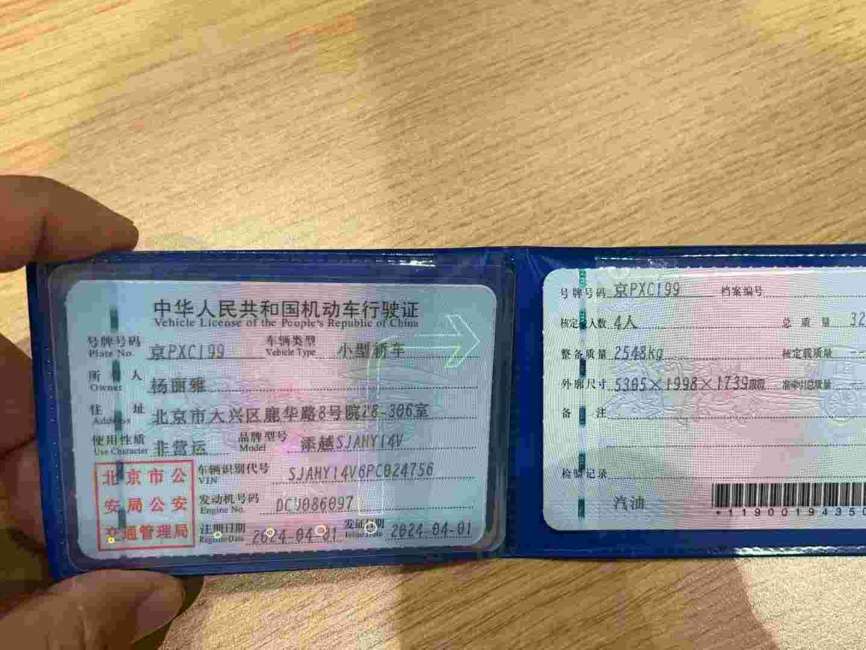 中华人民共和国机动车行驶证
Vehicle License of the People's Republic of China
号牌号码 Plate No. 京PXC199 车辆类型 Vehicle Type 小型轿车
所有人 Owner 杨丽雅
住址 Address 北京市大兴区鹿华路8号院28-306室
使用性质 Use Character 非营运 品牌型号 Model 添越SJAHY14V
北京市公
安局公安
交通管理局
车辆识别代号 VIN SJAHY14V6PC024756
发动机号码 Engine No. DCU086097
注册日期 Register Date 2024-04-01 发证日期 Issue Date 2024-04-01
号牌号码 京PXC199 档案编号
核定载人数 4人 总质量 32
整备质量 2548kg 核定载质量 --
外廓尺寸 5305×1998×1739mm 准牵引总质量 --
备注
检验记录
汽油
*11900194350